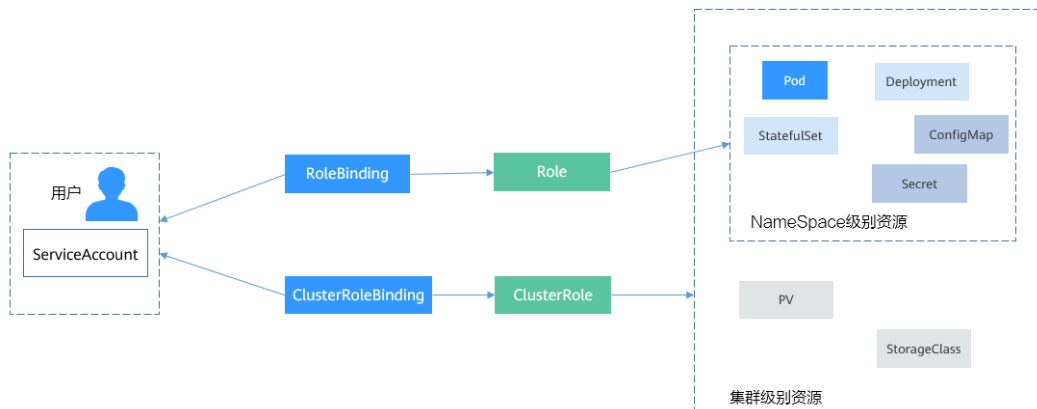 用户
ServiceAccount
RoleBinding
Role
ClusterRoleBinding
ClusterRole
Pod
Deployment
StatefulSet
ConfigMap
Secret
NameSpace级别资源
PV
StorageClass
集群级别资源